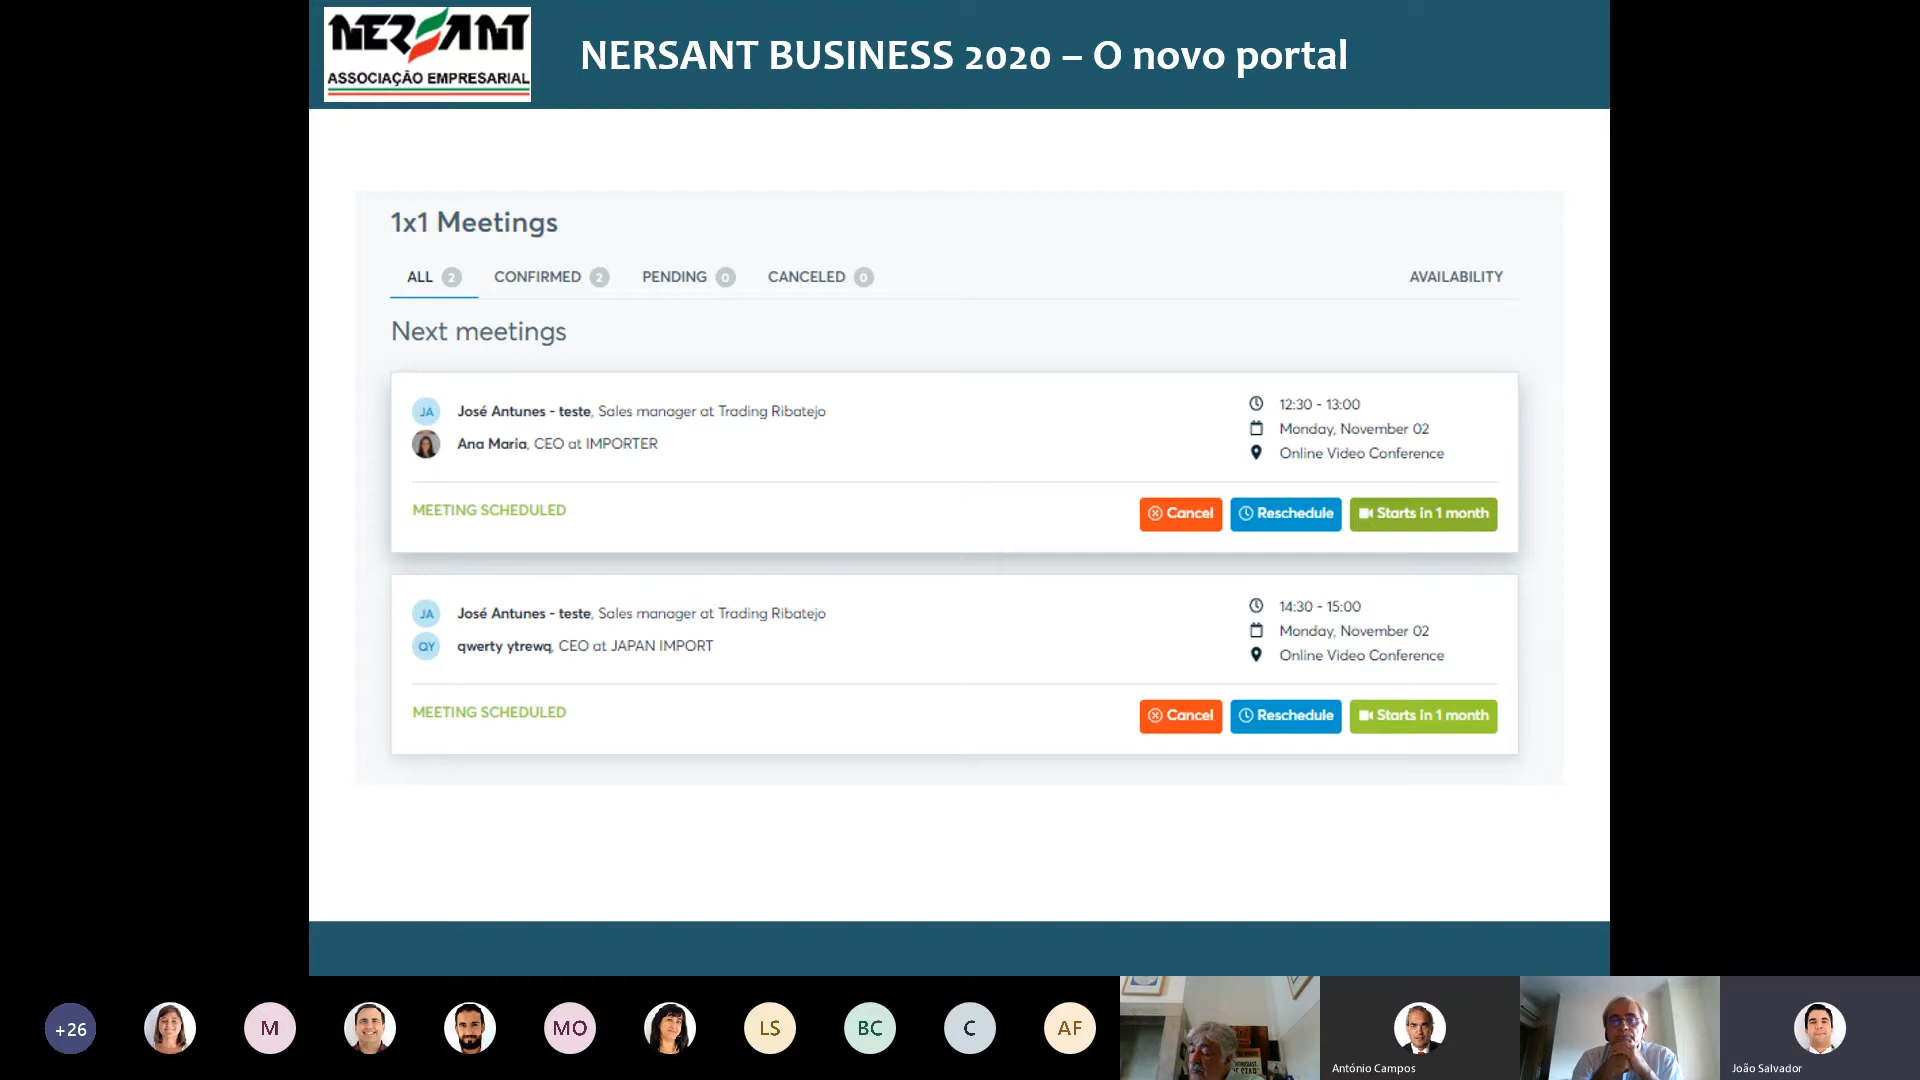 NERSANT
ASSOCIAÇÃO EMPRESARIAL
NERSANT BUSINESS 2020 – O novo portal
1x1 Meetings
ALL 2 CONFIRMED 2 PENDING 0 CANCELED 0 AVAILABILITY
Next meetings
JA José Antunes - teste, Sales manager at Trading Ribatejo
Ana Maria, CEO at IMPORTER
12:30 - 13:00
Monday, November 02
Online Video Conference
MEETING SCHEDULED
Cancel Reschedule Starts in 1 month
JA José Antunes - teste, Sales manager at Trading Ribatejo
QY qwerty ytrewq, CEO at JAPAN IMPORT
14:30 - 15:00
Monday, November 02
Online Video Conference
MEETING SCHEDULED
Cancel Reschedule Starts in 1 month
+26 M MO LS BC C AF
António Campos
João Salvador